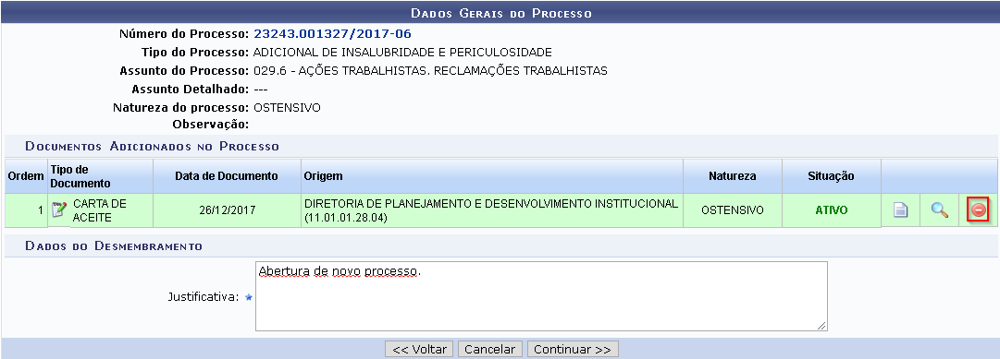 Dados Gerais do Processo
Número do Processo: 23243.001327/2017-06
Tipo do Processo: ADICIONAL DE INSALUBRIDADE E PERICULOSIDADE
Assunto do Processo: 029.6 - AÇÕES TRABALHISTAS. RECLAMAÇÕES TRABALHISTAS
Assunto Detalhado: ---
Natureza do processo: OSTENSIVO
Observação:
Documentos Adicionados no Processo
Ordem Tipo de Data de Documento Origem Natureza Situação
Documento
1 CARTA DE 26/12/2017 DIRETORIA DE PLANEJAMENTO E DESENVOLVIMENTO INSTITUCIONAL OSTENSIVO ATIVO
ACEITE (11.01.01.28.04)
Dados do Desmembramento
Abertura de novo processo.
Justificativa:
<< Voltar Cancelar Continuar >>